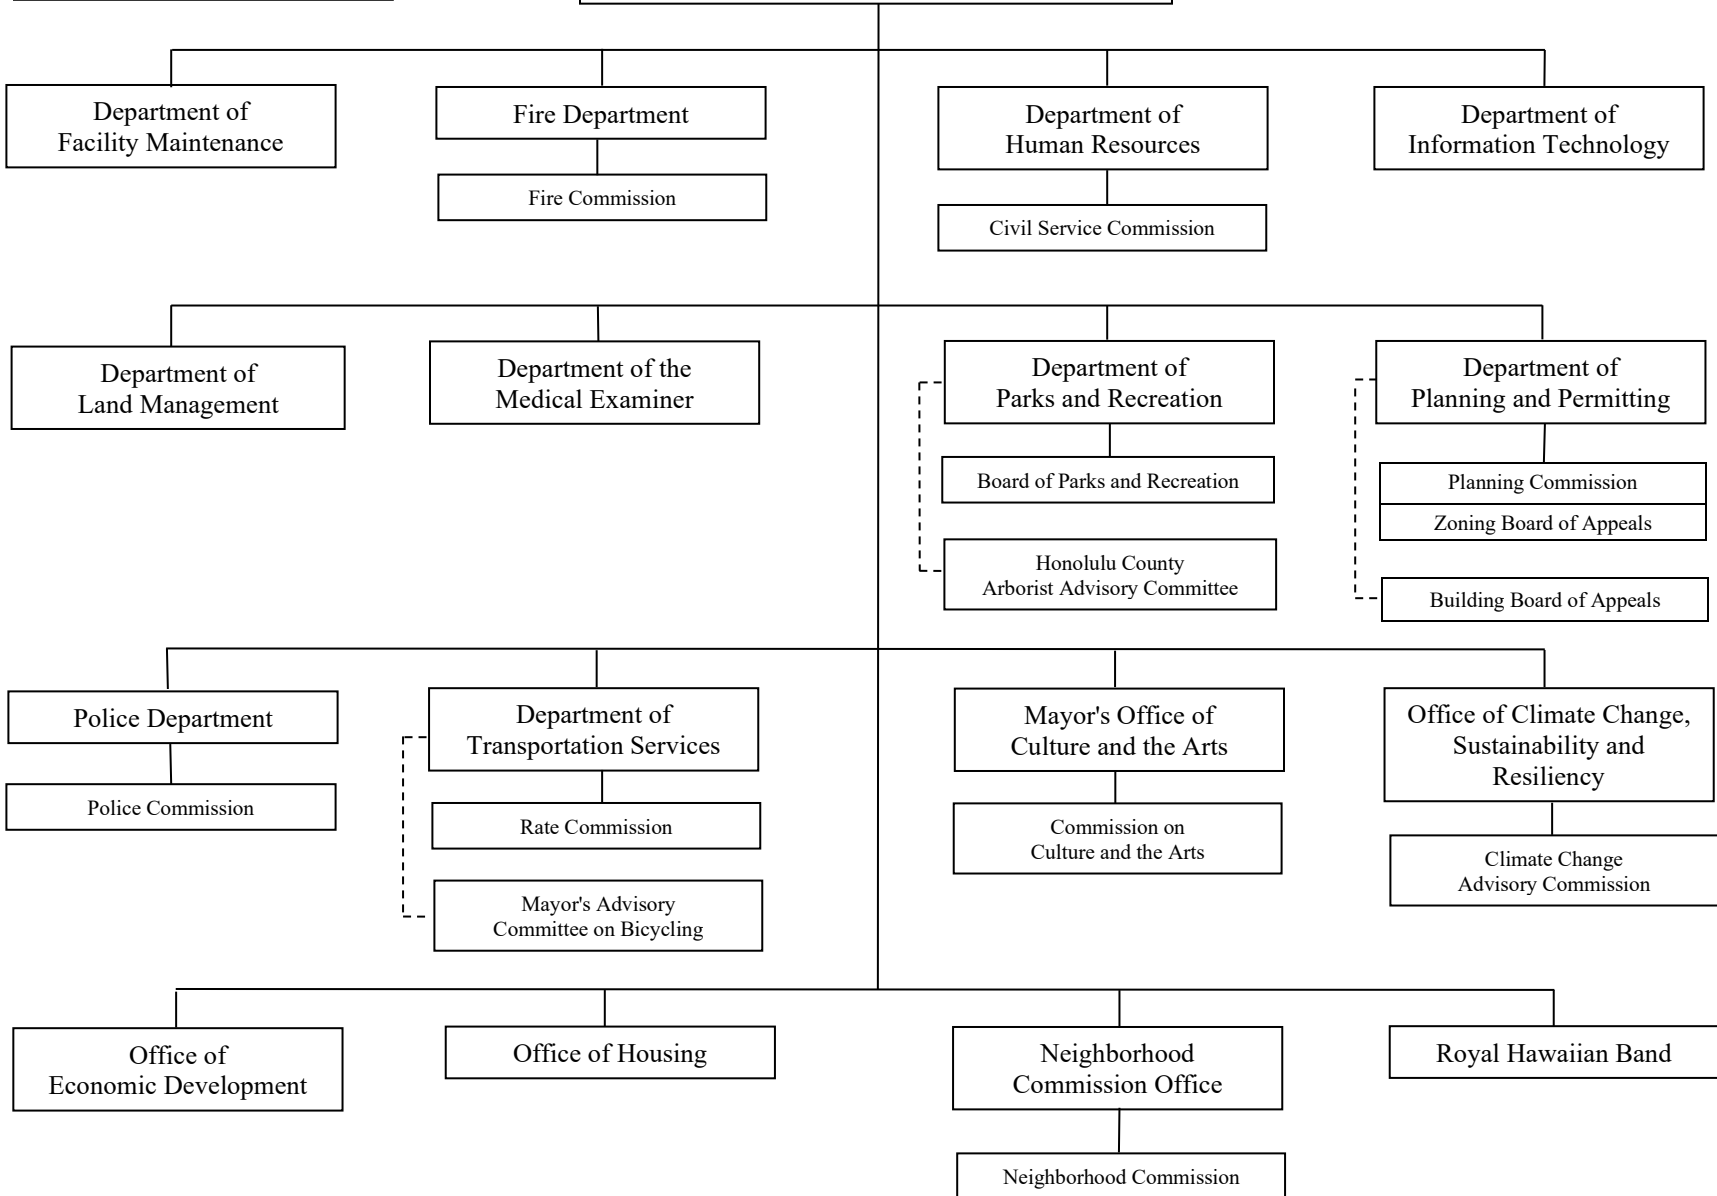 Department of
Facility Maintenance
Fire Department
Fire Commission
Department of
Human Resources
Civil Service Commission
Department of
Information Technology
Department of
Land Management
Department of the
Medical Examiner
Department of
Parks and Recreation
Board of Parks and Recreation
Honolulu County
Arborist Advisory Committee
Department of
Planning and Permitting
Planning Commission
Zoning Board of Appeals
Building Board of Appeals
Police Department
Police Commission
Department of
Transportation Services
Rate Commission
Mayor's Advisory
Committee on Bicycling
Mayor's Office of
Culture and the Arts
Commission on
Culture and the Arts
Office of Climate Change,
Sustainability and
Resiliency
Climate Change
Advisory Commission
Office of
Economic Development
Office of Housing
Neighborhood
Commission Office
Neighborhood Commission
Royal Hawaiian Band